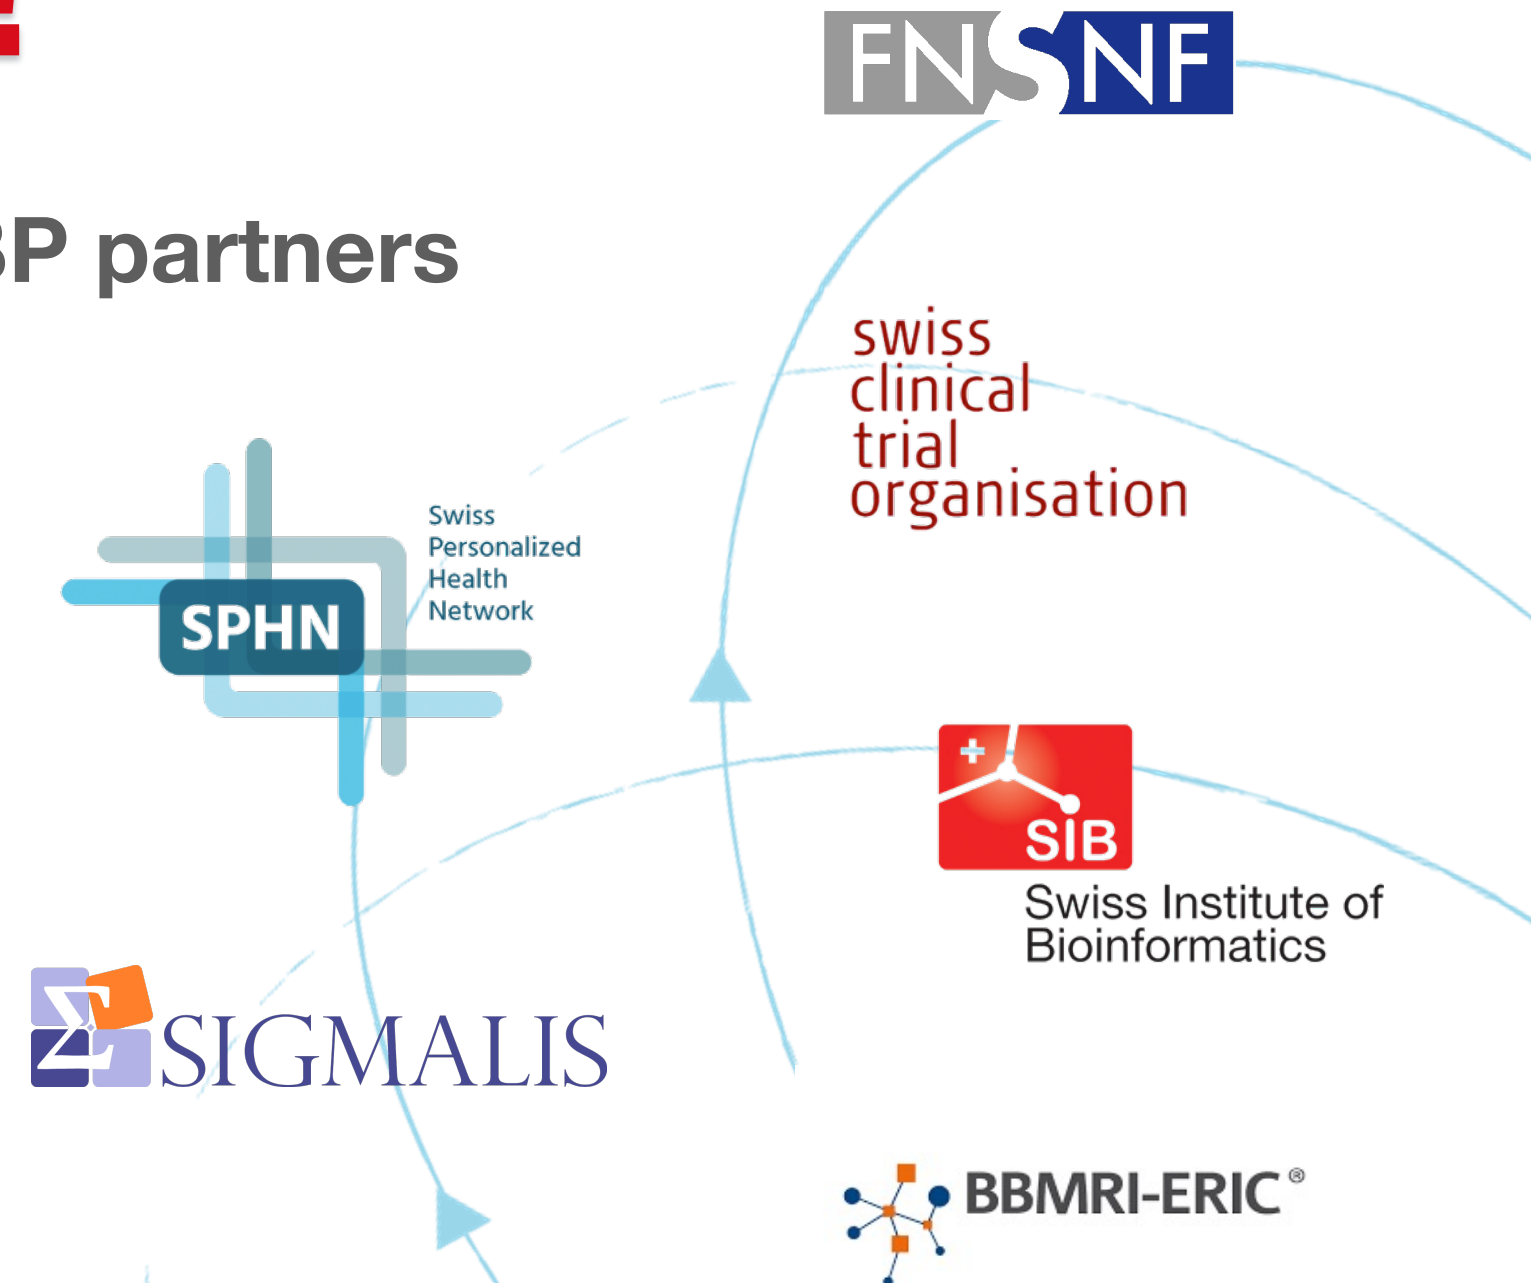 FNSNF
BP partners
swiss
clinical
trial
organisation
SPHN
Swiss
Personalized
Health
Network
SIB
Swiss Institute of
Bioinformatics
Σ SIGMALIS
BBMRI-ERIC®